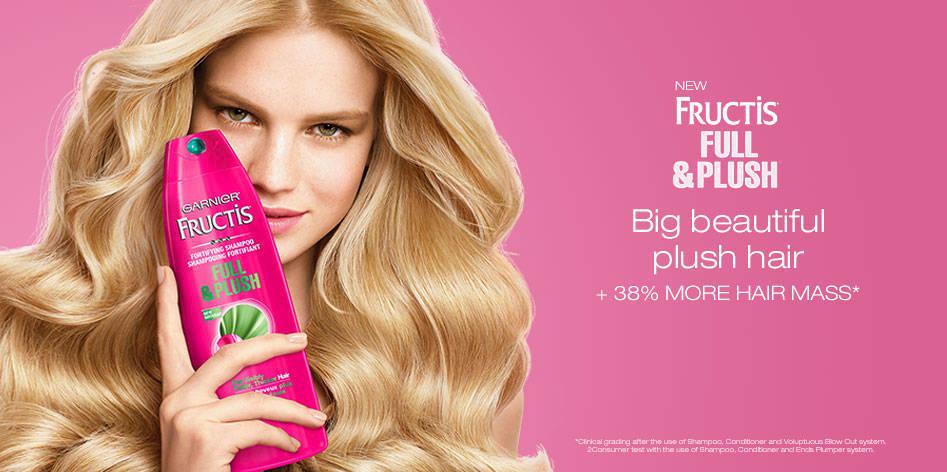 GARNIER
FRUCTIS
FORTIFYING SHAMPOO
SHAMPOOING FORTIFIANT
FULL
& PLUSH
Thicker Hair
NEW
FRUCTIS
FULL
& PLUSH
Big beautiful
plush hair
+ 38% MORE HAIR MASS*
*Clinical grading after the use of Shampoo, Conditioner and Voluptuous Blow Out system.
2Consumer test with the use of Shampoo, Conditioner and Ends Plumper system.